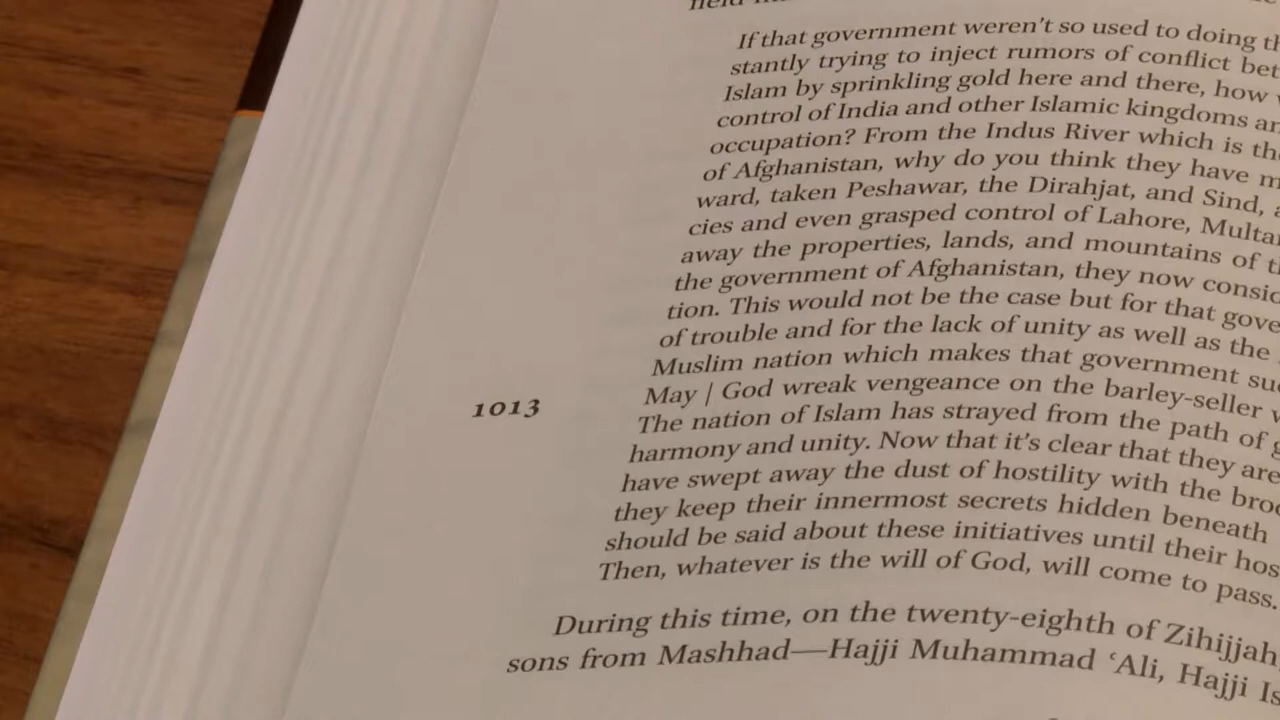 If that government weren't so used to doing
stantly trying to inject rumors of conflict
Islam by sprinkling gold here and there, how
control of India and other Islamic kingdoms
occupation? From the Indus River which is
of Afghanistan, why do you think they have
ward, taken Peshawar, the Dirahjat, and Sind,
cies and even grasped control of Lahore,
away the properties, lands, and mountains of
the government of Afghanistan, they now
tion. This would not be the case but for that
of trouble and for the lack of unity as well as the
Muslim nation which makes that government
1013
May | God wreak vengeance on the barley-seller
The nation of Islam has strayed from the path of
harmony and unity. Now that it's clear that they are
have swept away the dust of hostility with the
they keep their innermost secrets hidden beneath
should be said about these initiatives until their
Then, whatever is the will of God, will come to pass.
During this time, on the twenty-eighth of Zihijjah,
sons from Mashhad—Hajji Muhammad ʿAli, Hajji